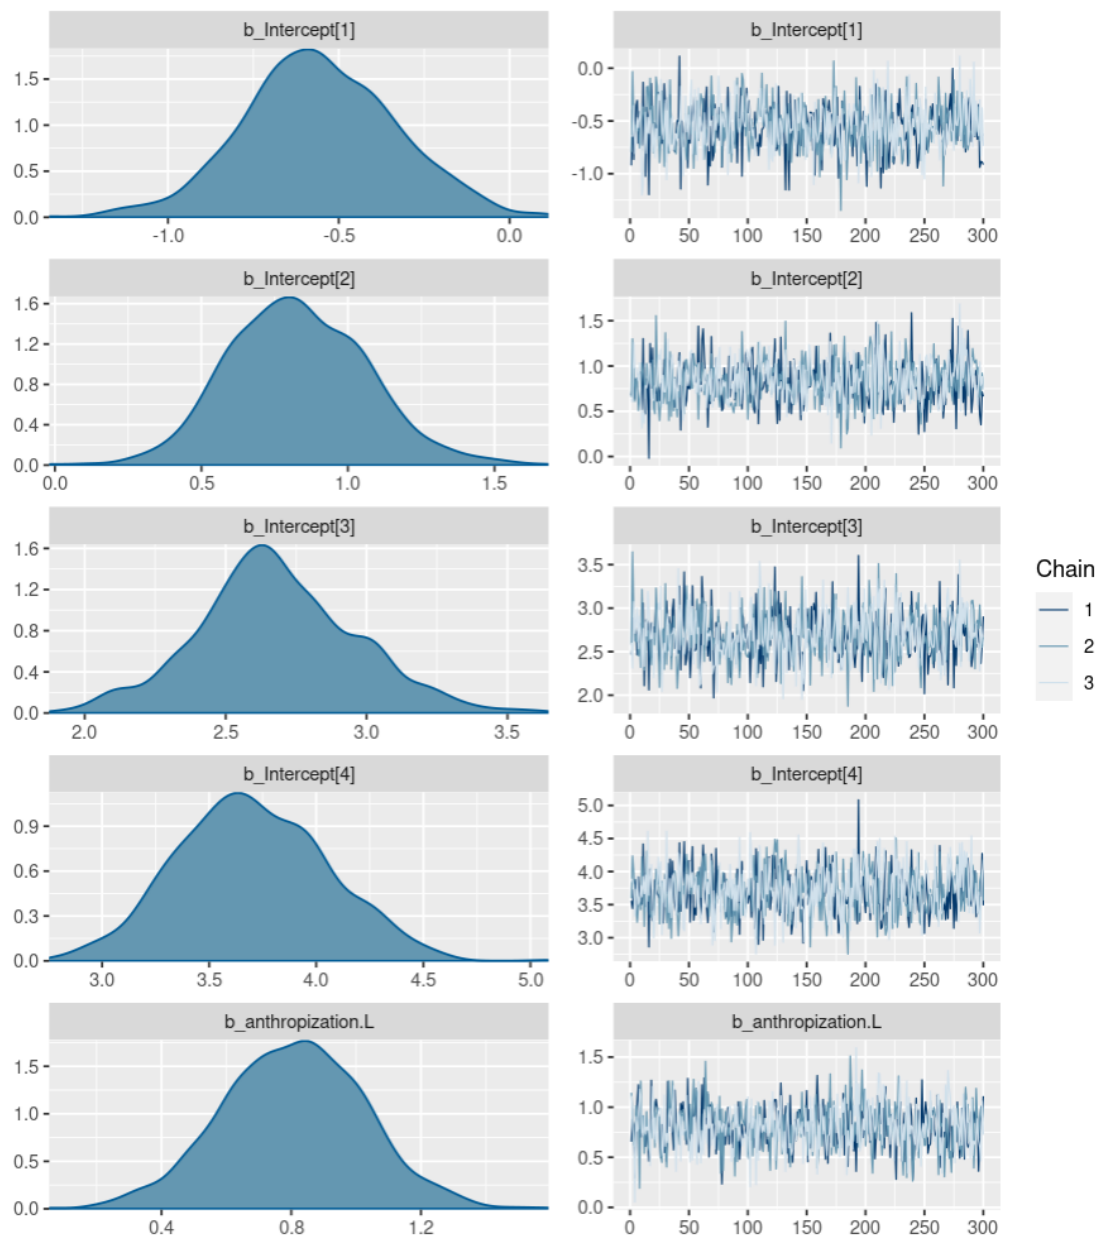 b_Intercept[1]
1.5
1.0
0.5
0.0
-1.0 -0.5 0.0
b_Intercept[1]
0.0
-0.5
-1.0
0 50 100 150 200 250 300
b_Intercept[2]
1.6
1.2
0.8
0.4
0.0
0.0 0.5 1.0 1.5
b_Intercept[2]
1.5
1.0
0.5
0.0
0 50 100 150 200 250 300
b_Intercept[3]
1.6
1.2
0.8
0.4
0.0
2.0 2.5 3.0 3.5
b_Intercept[3]
3.5
3.0
2.5
2.0
0 50 100 150 200 250 300
b_Intercept[4]
0.9
0.6
0.3
0.0
3.0 3.5 4.0 4.5 5.0
b_Intercept[4]
5.0
4.5
4.0
3.5
3.0
0 50 100 150 200 250 300
b_anthropization.L
1.5
1.0
0.5
0.0
0.4 0.8 1.2
b_anthropization.L
1.5
1.0
0.5
0.0
0 50 100 150 200 250 300
Chain
1
2
3